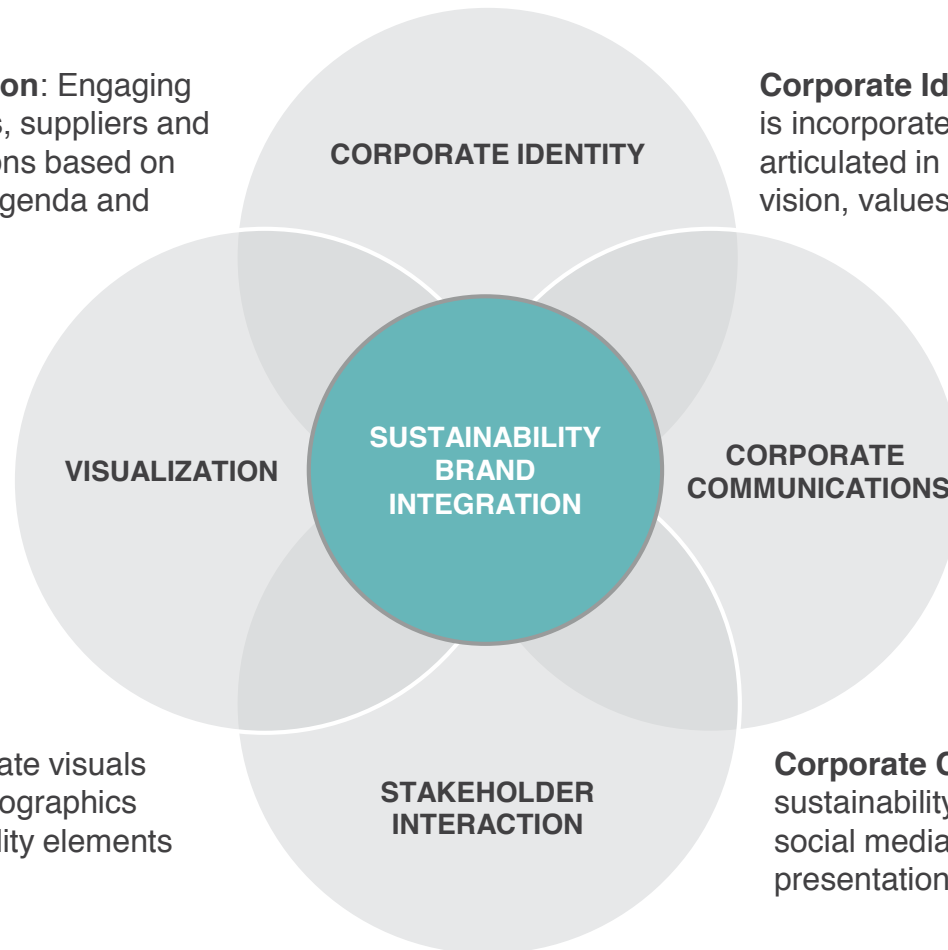 on: Engaging
s, suppliers and
ons based on
genda and
Corporate Id
is incorporate
articulated in
vision, values
CORPORATE IDENTITY
VISUALIZATION
SUSTAINABILITY
BRAND
INTEGRATION
CORPORATE
COMMUNICATIONS
STAKEHOLDER
INTERACTION
ate visuals
ographics
lity elements
Corporate C
sustainability
social media
presentation